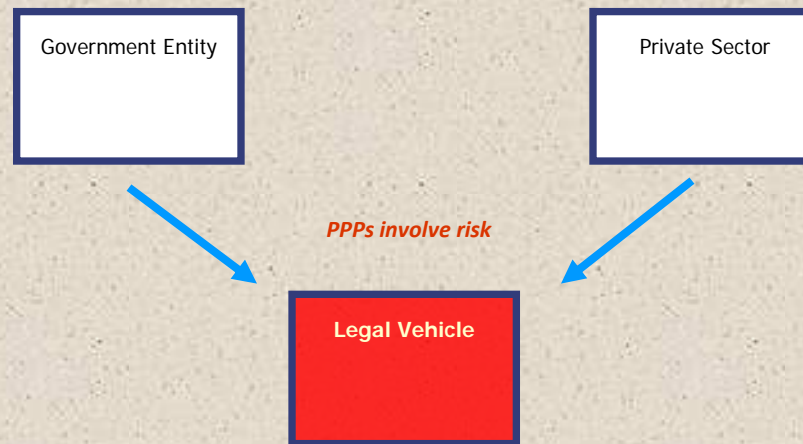 Government Entity
Private Sector
PPPs involve risk
Legal Vehicle